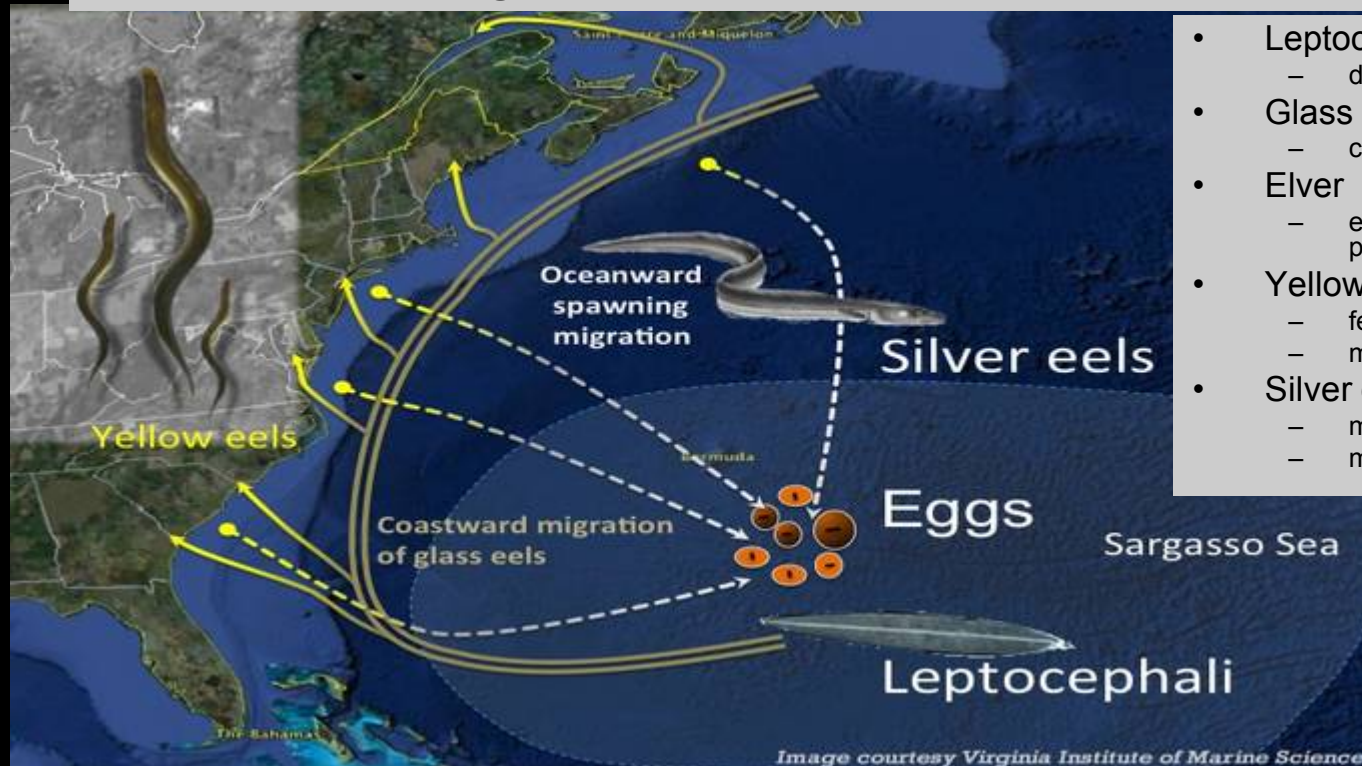 Saint Pierre and Miquelon
Oceanward
spawning
migration
Silver eels
Yellow eels
Bermuda
Coastward migration
of glass eels
Eggs
Sargasso Sea
Leptocephali
The Bahamas
Image courtesy Virginia Institute of Marine Science
• Leptoc
–
• Glass
–
• Elver
–
• Yellow
– fe
– m
• Silver
– m
– m